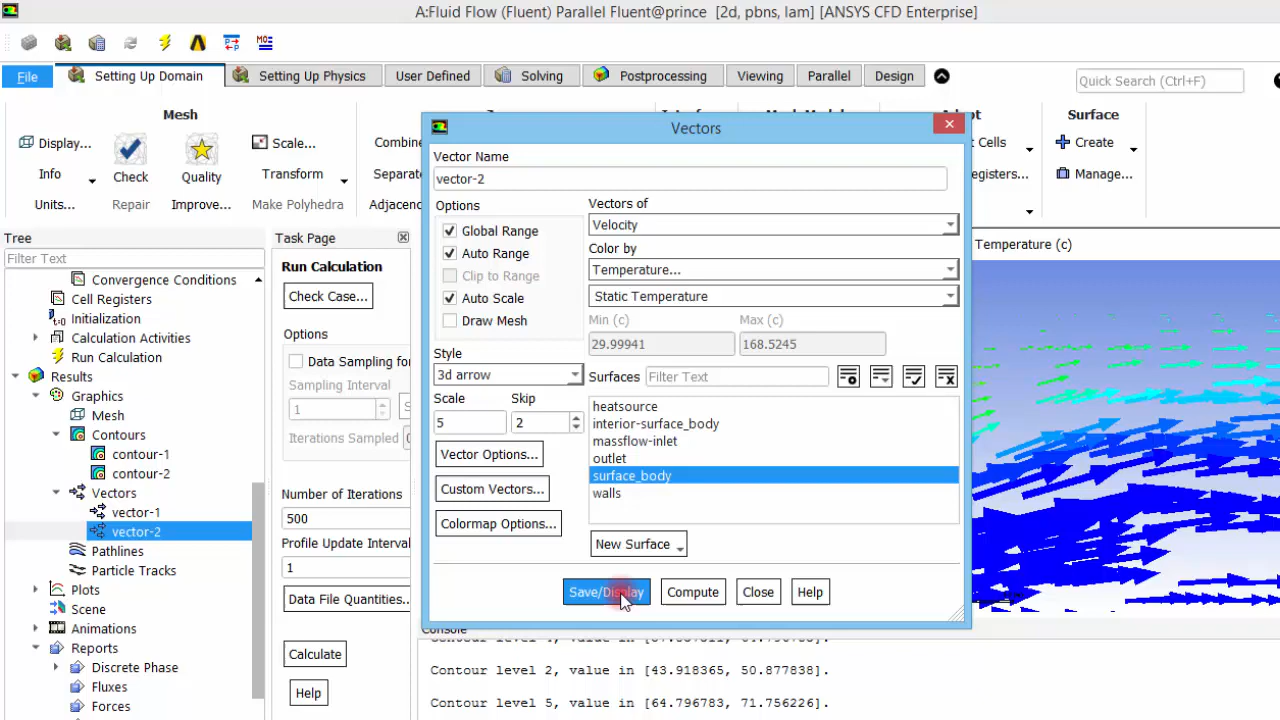 A:Fluid Flow (Fluent) Parallel Fluent@prince [2d, pbns, lam] [ANSYS CFD Enterprise]
File
Setting Up Domain
Setting Up Physics
User Defined
Solving
Postprocessing
Viewing
Parallel
Design
Quick Search (Ctrl+F)
Mesh
Surface
Display...
Info
Units...
Check
Repair
Quality
Improve...
Scale...
Transform
Make Polyhedra
Combine
Separate
Adjacency
Cells
Create
Manage...
Tree
Filter Text
Convergence Conditions
Cell Registers
Initialization
Calculation Activities
Run Calculation
Results
Graphics
Mesh
Contours
contour-1
contour-2
Vectors
vector-1
vector-2
Pathlines
Particle Tracks
Plots
Scene
Animations
Reports
Discrete Phase
Fluxes
Forces
Task Page
Run Calculation
Check Case...
Options
Data Sampling for
Sampling Interval
1
Iterations Sampled
Number of Iterations
500
Profile Update Interval
1
Data File Quantities..
Calculate
Help
Vectors
Vector Name
vector-2
Options
Global Range
Auto Range
Clip to Range
Auto Scale
Draw Mesh
Style
3d arrow
Scale
Skip
5
2
Vector Options...
Custom Vectors...
Colormap Options...
Vectors of
Velocity
Color by
Temperature...
Static Temperature
Min (c)
Max (c)
29.99941
168.5245
Surfaces
Filter Text
heatsource
interior-surface_body
massflow-inlet
outlet
surface_body
walls
New Surface
Save/Display
Compute
Close
Help
Temperature (c)
Console
Contour level 2, value in [43.918365, 50.877838].
Contour level 5, value in [64.796783, 71.756226].